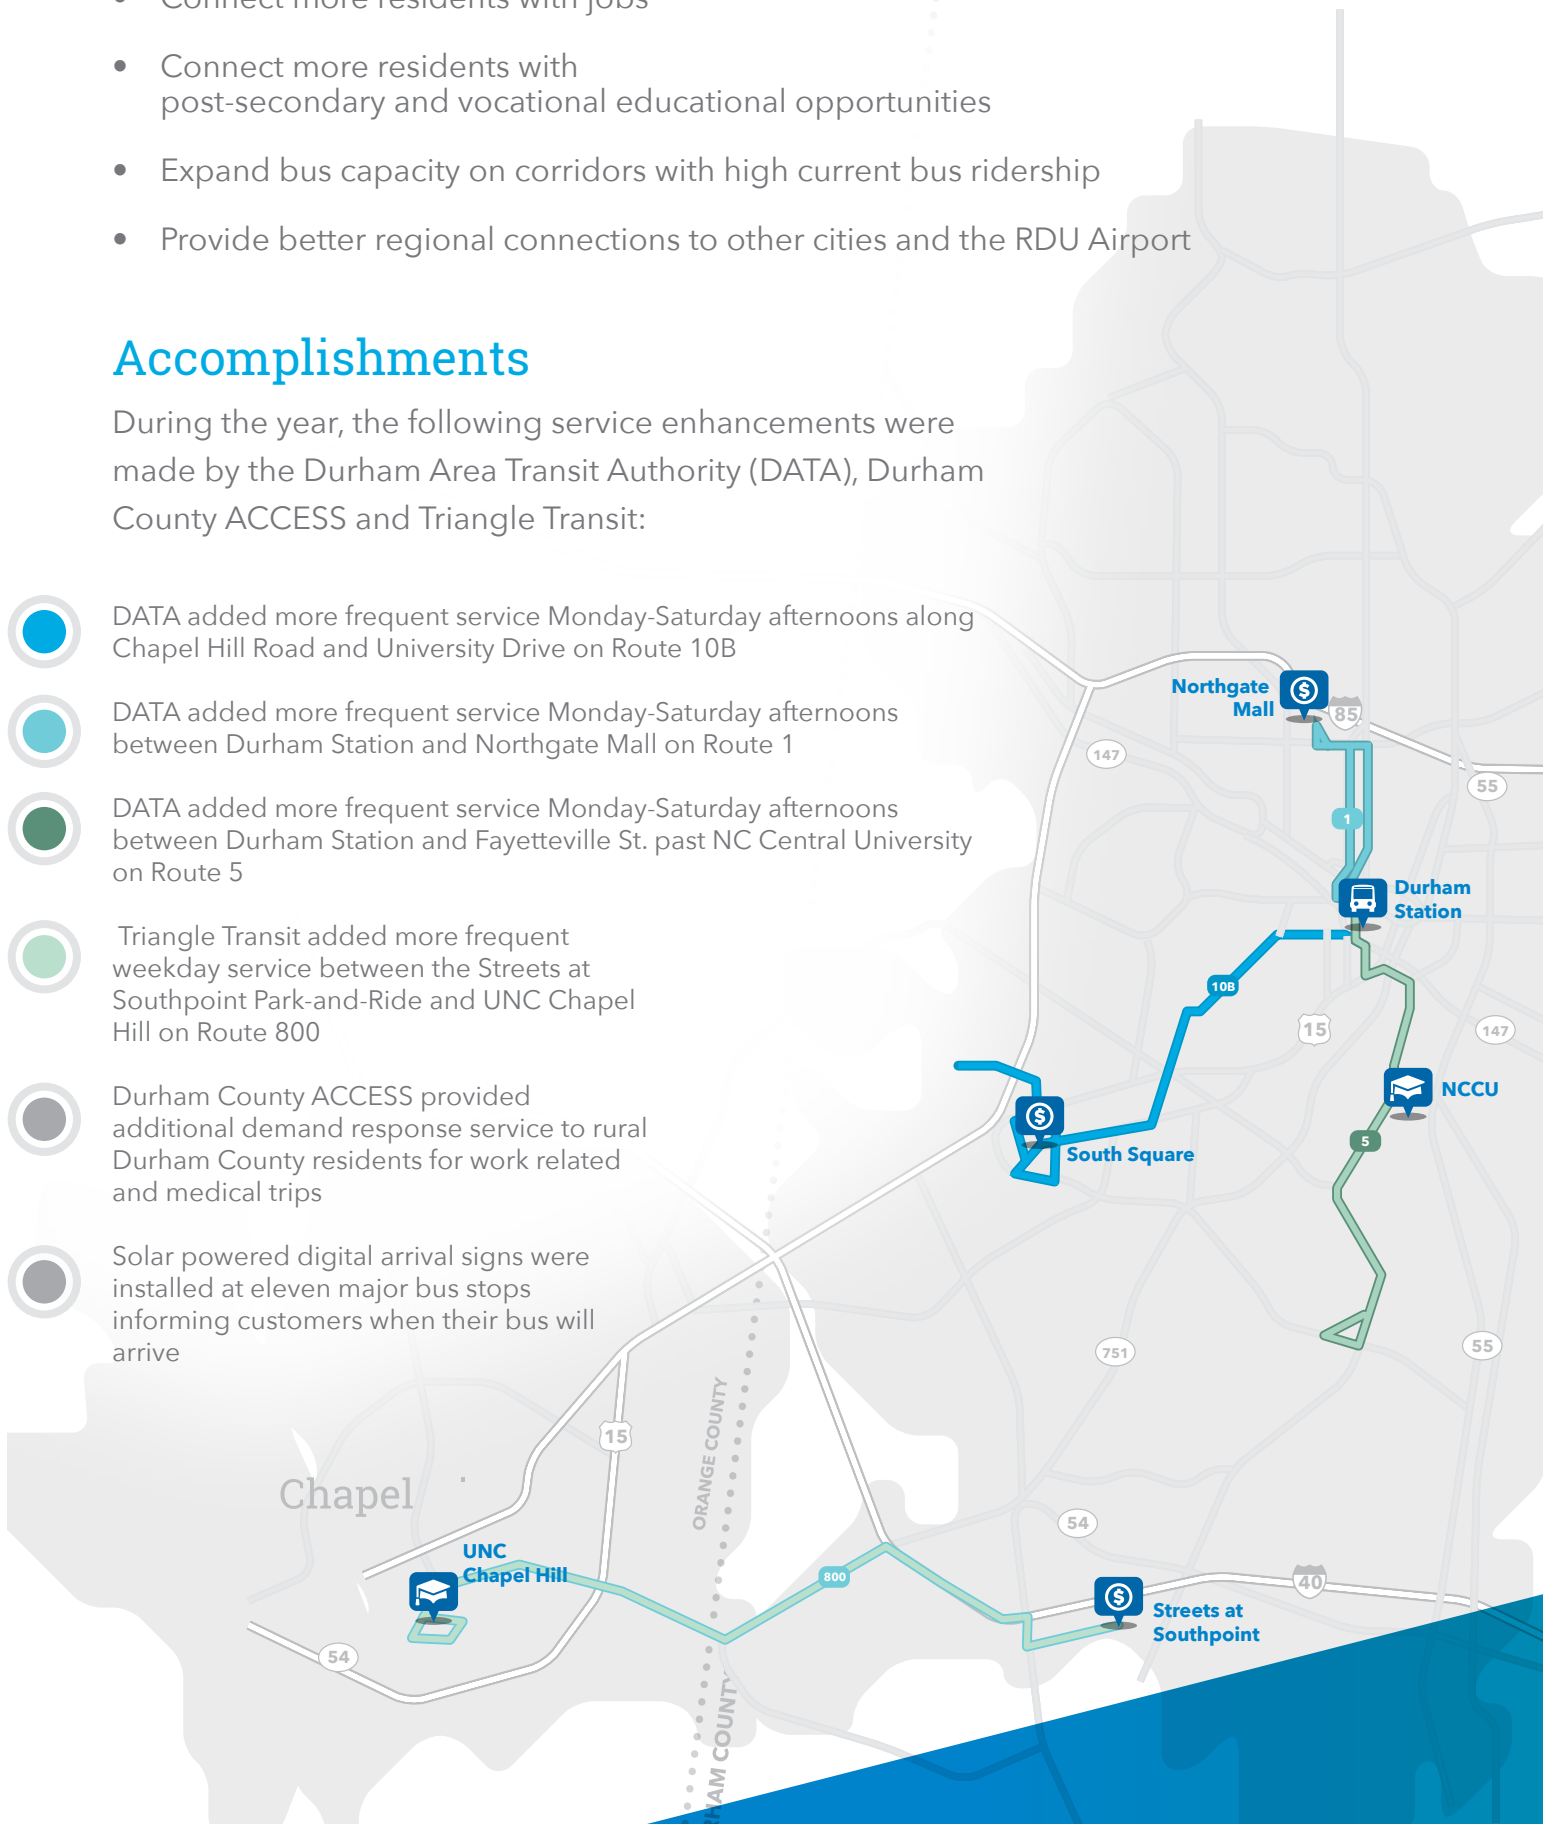 Connect more residents with jobs
• Connect more residents with
post-secondary and vocational educational opportunities
• Expand bus capacity on corridors with high current bus ridership
• Provide better regional connections to other cities and the RDU Airport
Accomplishments
During the year, the following service enhancements were
made by the Durham Area Transit Authority (DATA), Durham
County ACCESS and Triangle Transit:
DATA added more frequent service Monday-Saturday afternoons along
Chapel Hill Road and University Drive on Route 10B
DATA added more frequent service Monday-Saturday afternoons
between Durham Station and Northgate Mall on Route 1
DATA added more frequent service Monday-Saturday afternoons
between Durham Station and Fayetteville St. past NC Central University
on Route 5
Triangle Transit added more frequent
weekday service between the Streets at
Southpoint Park-and-Ride and UNC Chapel
Hill on Route 800
Durham County ACCESS provided
additional demand response service to rural
Durham County residents for work related
and medical trips
Solar powered digital arrival signs were
installed at eleven major bus stops
informing customers when their bus will
arrive
Northgate
Mall
85
147
55
1
Durham
Station
10B
15
147
NCCU
5
South Square
751
55
15
ORANGE COUNTY
Chapel
54
UNC
Chapel Hill
800
40
Streets at
Southpoint
54
COUNTY